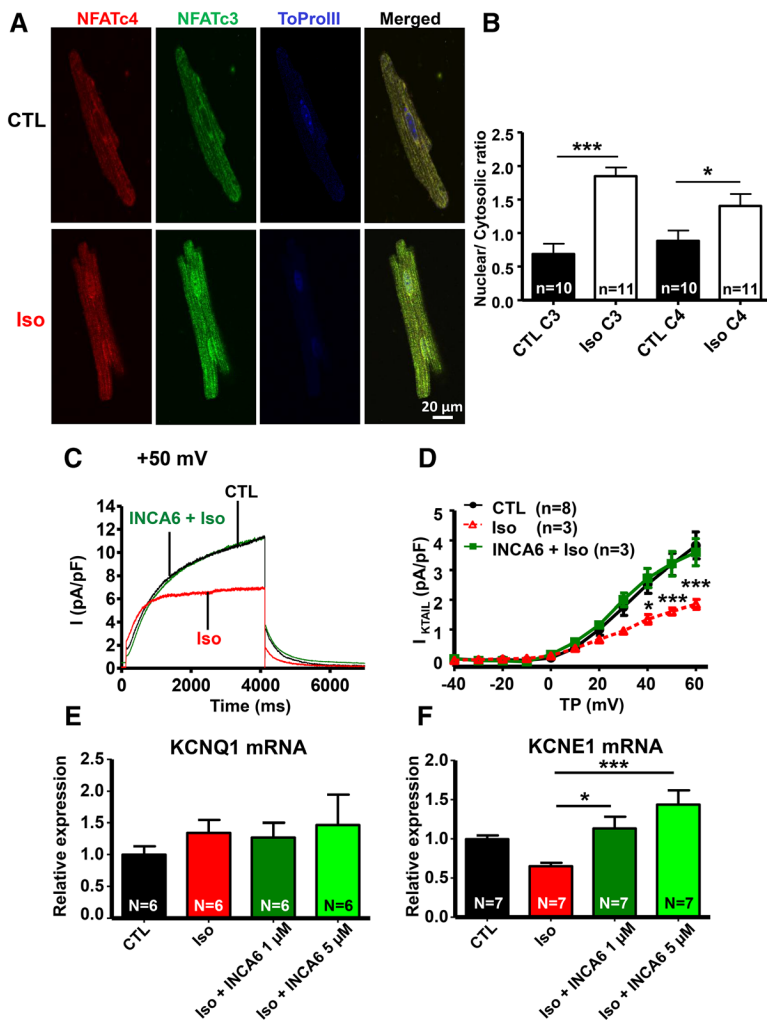 A
NFATc4 NFATc3 ToProIII Merged
CTL
Iso
20 µm
B
Nuclear/ Cytosolic ratio
2.5
2.0
1.5
1.0
0.5
0.0
*** *
n=10 n=11 n=10 n=11
CTL C3 Iso C3 CTL C4 Iso C4
C +50 mV
I (pA/pF)
14
12
10
8
6
4
2
0
CTL
INCA6 + Iso
Iso
0 2000 4000 6000
Time (ms)
D
CTL (n=8)
Iso (n=3)
INCA6 + Iso (n=3)
I KTAIL (pA/pF)
5
4
3
2
1
0
* *** ***
-40 -20 0 20 40 60
TP (mV)
E
KCNQ1 mRNA
Relative expression
2.5
2.0
1.5
1.0
0.5
0.0
N=6 N=6 N=6 N=6
CTL Iso Iso + INCA6 1 µM Iso + INCA6 5 µM
F
KCNE1 mRNA
Relative expression
2.0
1.5
1.0
0.5
0.0
***
*
N=7 N=7 N=7 N=7
CTL Iso Iso + INCA6 1 µM Iso + INCA6 5 µM